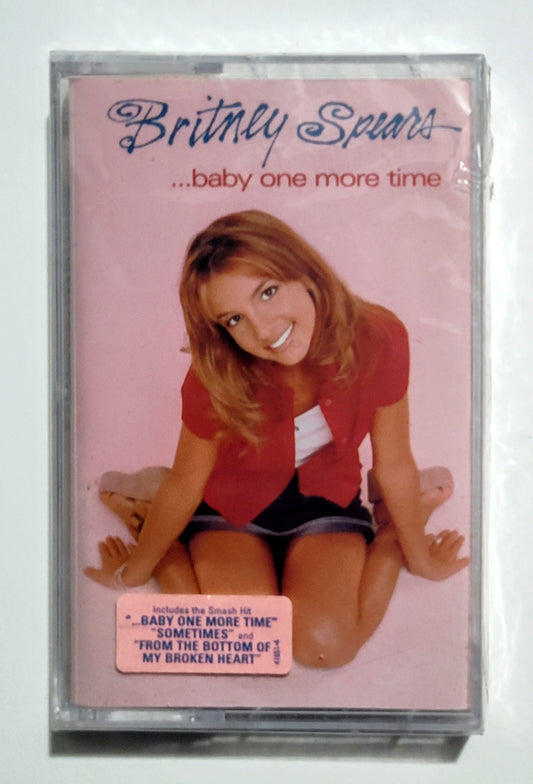 Britney Spears
...baby one more time
Includes the Smash Hit
"...BABY ONE MORE TIME"
"SOMETIMES" and
"FROM THE BOTTOM OF
MY BROKEN HEART"